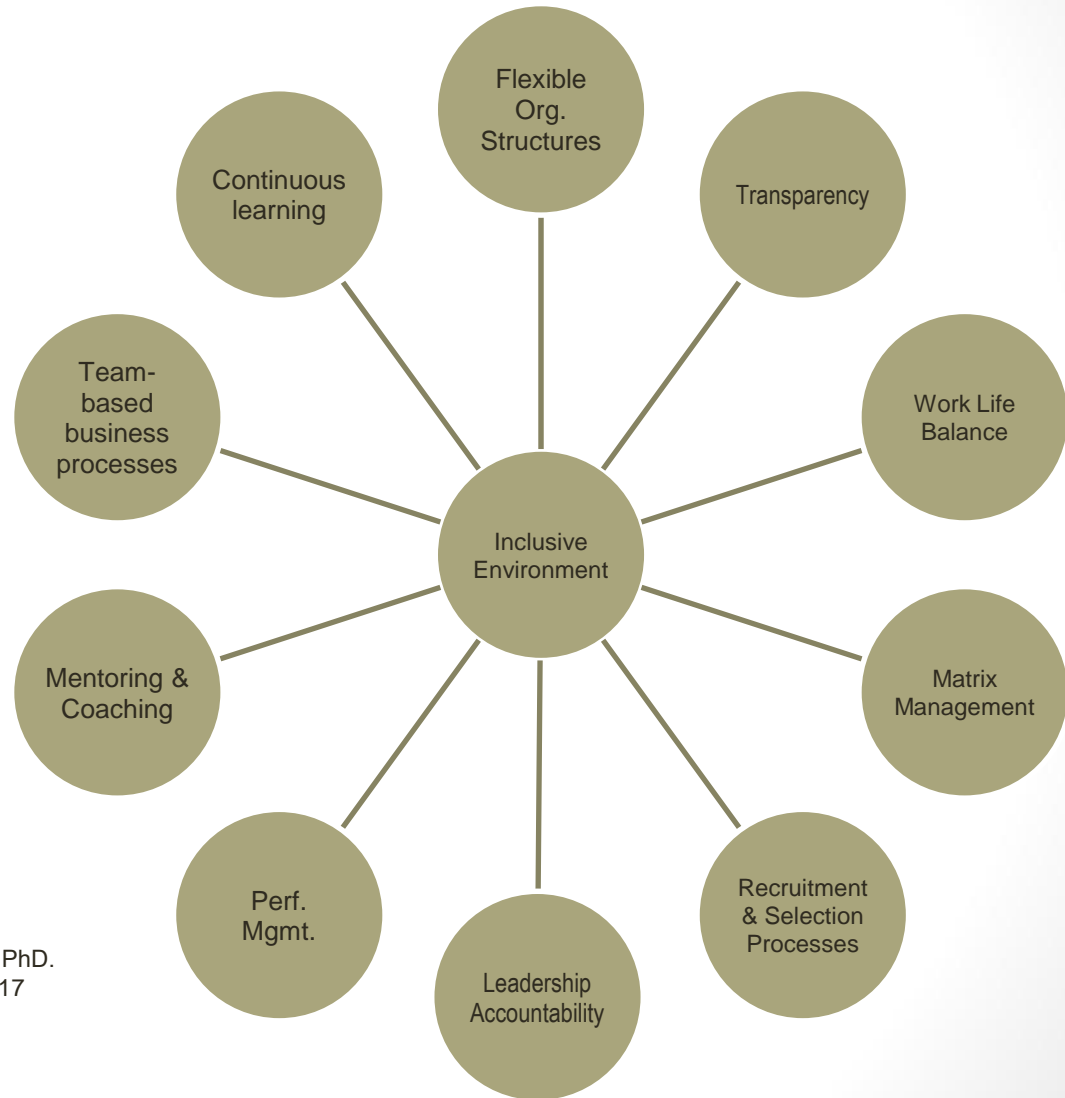 Flexible
Org.
Structures
Transparency
Work Life
Balance
Matrix
Management
Recruitment
& Selection
Processes
Leadership
Accountability
Perf.
Mgmt.
Mentoring &
Coaching
Team-
based
business
processes
Continuous
learning
Inclusive
Environment
PhD.
17